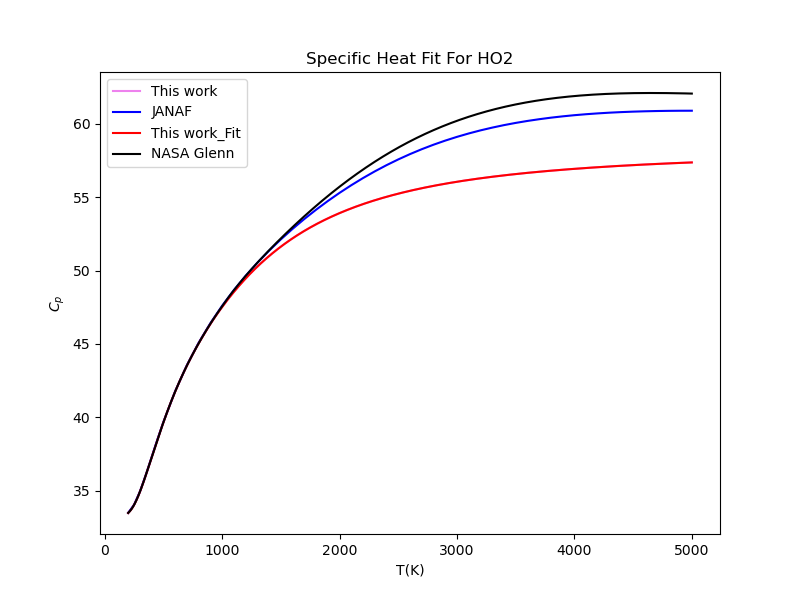 Specific Heat Fit For HO2
This work
JANAF
This work_Fit
NASA Glenn
60
55
50
45
40
35
C_p
0 1000 2000 3000 4000 5000
T(K)